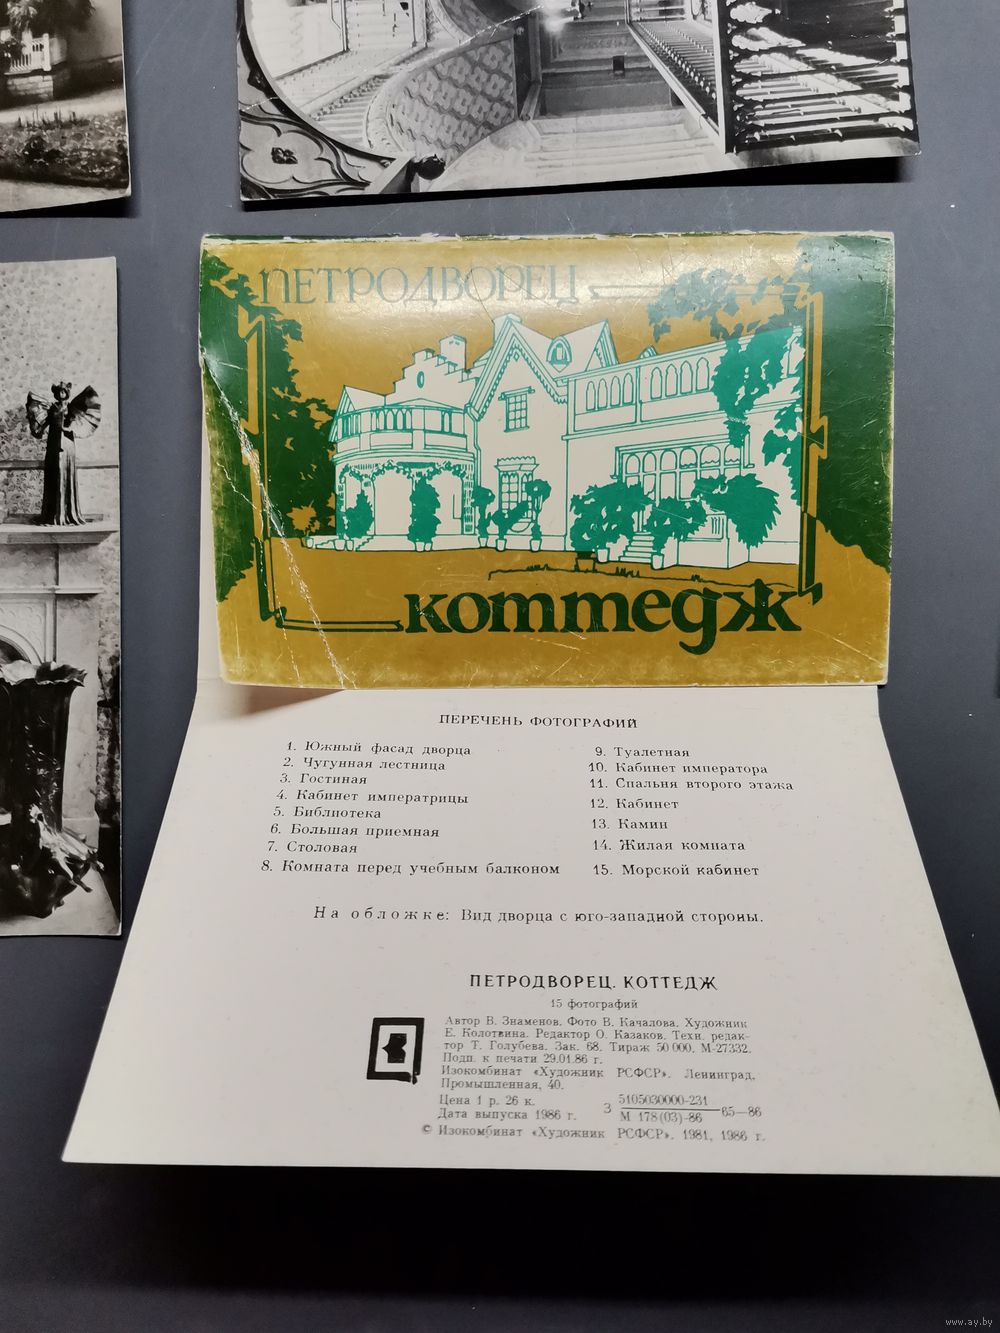 ПЕТРОДВОРЕЦ
коттедж
ПЕРЕЧЕНЬ ФОТОГРАФИЙ
1. Южный фасад дворца
2. Чугунная лестница
3. Гостиная
4. Кабинет императрицы
5. Библиотека
6. Большая приемная
7. Столовая
8. Комната перед учебным балконом
9. Туалетная
10. Кабинет императора
11. Спальня второго этажа
12. Кабинет
13. Камин
14. Жилая комната
15. Морской кабинет
На обложке: Вид дворца с юго-западной стороны.
ПЕТРОДВОРЕЦ. КОТТЕДЖ
15 фотографий
Автор В. Знаменов. Фото В. Качалова. Художник
Е. Колотвина. Редактор О. Казаков. Техн. редак-
тор Т. Голубева. Зак. 68. Тираж 50 000. М-27332.
Подп. к печати 29.01.86 г.
Изокомбинат «Художник РСФСР». Ленинград,
Промышленная, 40.
Цена 1 р. 26 к.
Дата выпуска 1986 г.
З 5105030000-231
М 178(03)-86 65—86
© Изокомбинат «Художник РСФСР». 1981, 1986 г.
www.ay.by